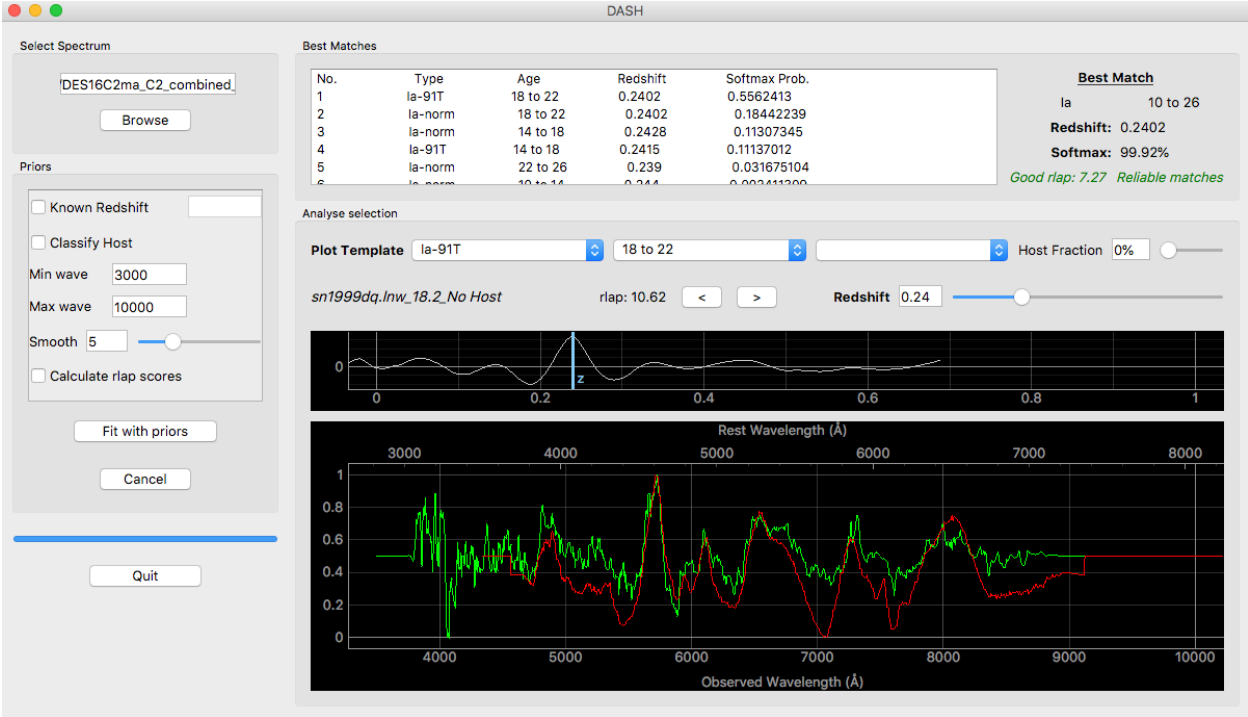 DASH
Select Spectrum
'DES16C2ma_C2_combined_
Browse
Priors
Known Redshift
Classify Host
Min wave 3000
Max wave 10000
Smooth 5
Calculate rlap scores
Fit with priors
Cancel
Quit
Best Matches
No. Type Age Redshift Softmax Prob.
1 Ia-91T 18 to 22 0.2402 0.5562413
2 Ia-norm 18 to 22 0.2402 0.18442239
3 Ia-norm 14 to 18 0.2428 0.11307345
4 Ia-91T 14 to 18 0.2415 0.11137012
5 Ia-norm 22 to 26 0.239 0.031675104
6 Ia-norm 10 to 14 0.244
Best Match
Ia 10 to 26
Redshift: 0.2402
Softmax: 99.92%
Good rlap: 7.27 Reliable matches
Analyse selection
Plot Template Ia-91T 18 to 22 Host Fraction 0%
sn1999dq.lnw_18.2_No Host rlap: 10.62 < > Redshift 0.24
0
z
0 0.2 0.4 0.6 0.8 1
Rest Wavelength (Å)
3000 4000 5000 6000 7000 8000
1
0.8
0.6
0.4
0.2
0
4000 5000 6000 7000 8000 9000 10000
Observed Wavelength (Å)